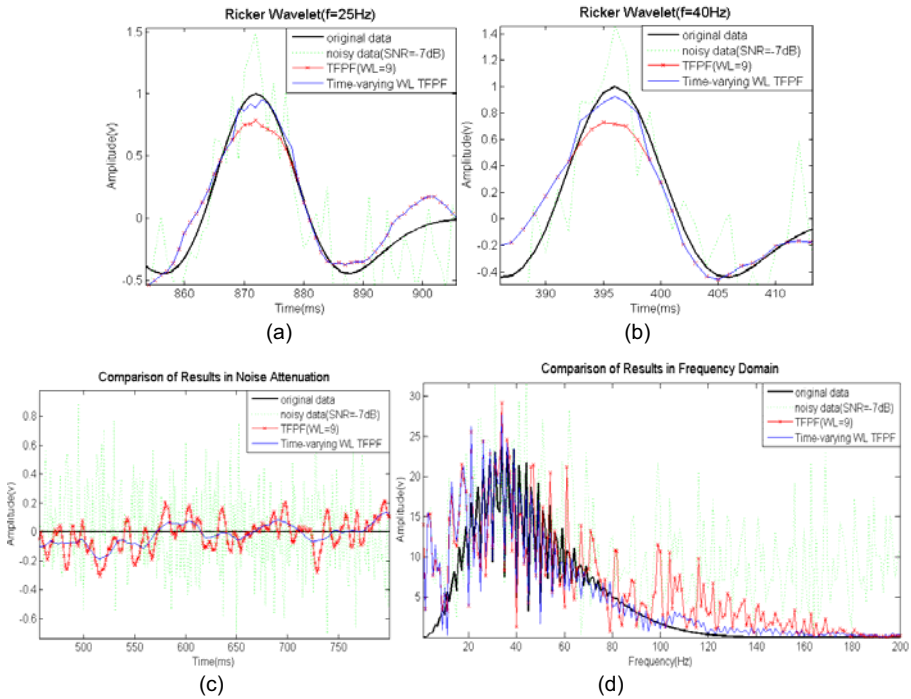 Ricker Wavelet(f=25Hz)
original data
noisy data(SNR=-7dB)
TFPF(WL=9)
Time-varying WL TFPF
Amplitude(v)
1.5
1
0.5
0
-0.5
860 870 880 890 900
Time(ms)
(a)
Ricker Wavelet(f=40Hz)
original data
noisy data(SNR=-7dB)
TFPF(WL=9)
Time-varying WL TFPF
Amplitude(v)
1.4
1.2
1
0.8
0.6
0.4
0.2
0
-0.2
-0.4
390 395 400 405 410
Time(ms)
(b)
Comparison of Results in Noise Attenuation
original data
noisy data(SNR=-7dB)
TFPF(WL=9)
Time-varying WL TFPF
Amplitude(v)
0.8
0.6
0.4
0.2
0
-0.2
-0.4
-0.6
500 550 600 650 700 750
Time(ms)
(c)
Comparison of Results in Frequency Domain
original data
noisy data(SNR=-7dB)
TFPF(WL=9)
Time-varying WL TFPF
Amplitude(v)
30
25
20
15
10
5
20 40 60 80 100 120 140 160 180 200
Frequency(Hz)
(d)